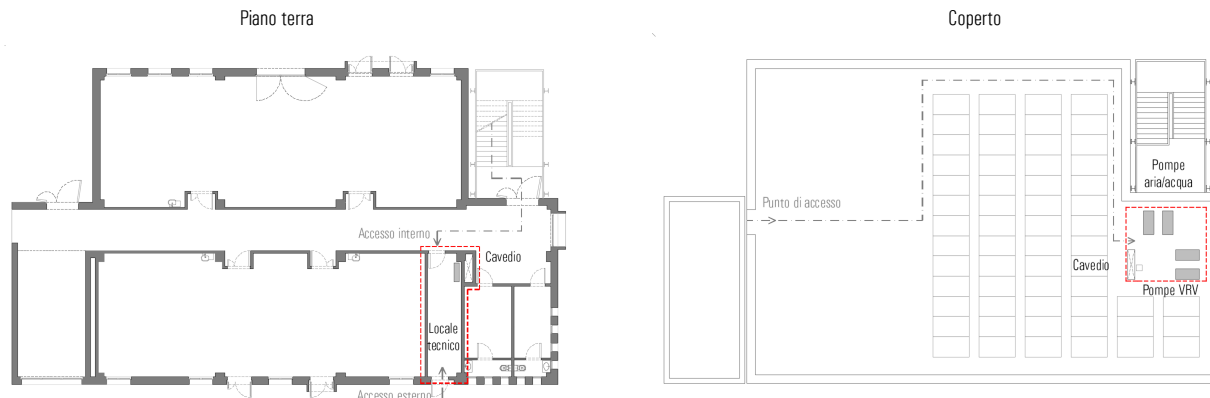 Piano terra
Coperto
Accesso interno
Cavedio
Locale
tecnico
Accesso esterno
Pompe
aria/acqua
Punto di accesso
Cavedio
Pompe VRV